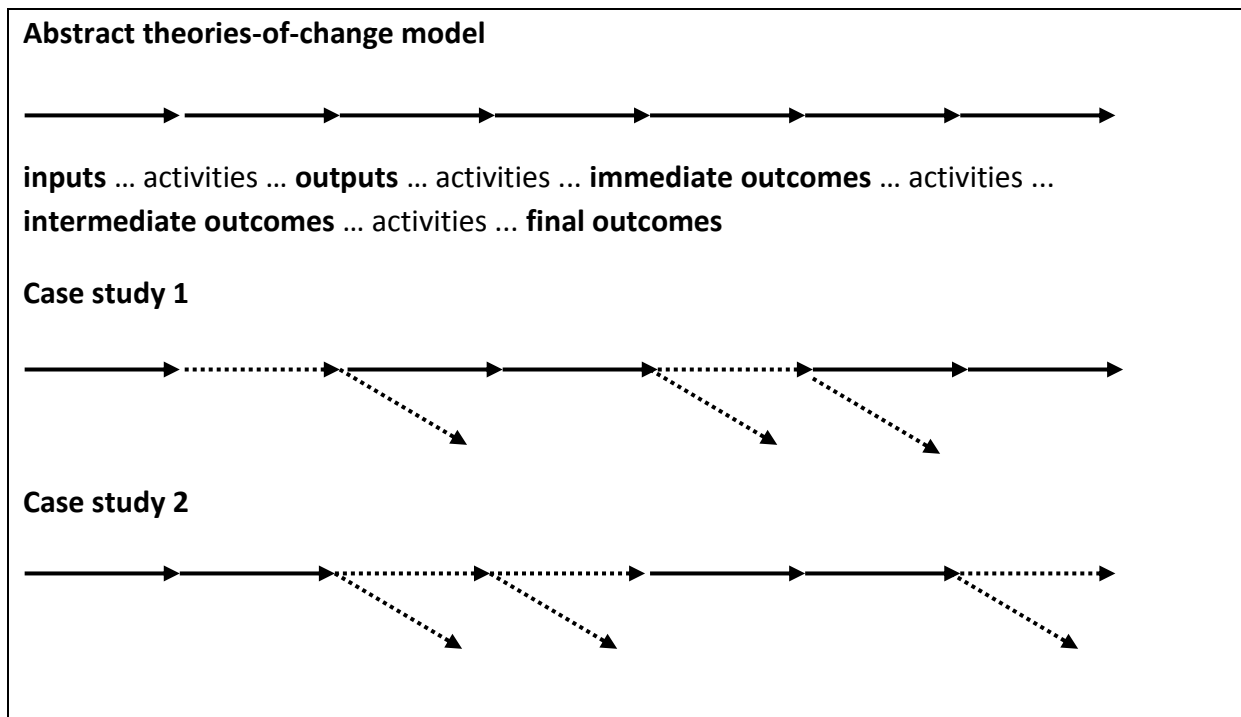 Abstract theories-of-change model
inputs … activities … outputs … activities ... immediate outcomes … activities ...
intermediate outcomes … activities ... final outcomes
Case study 1
Case study 2